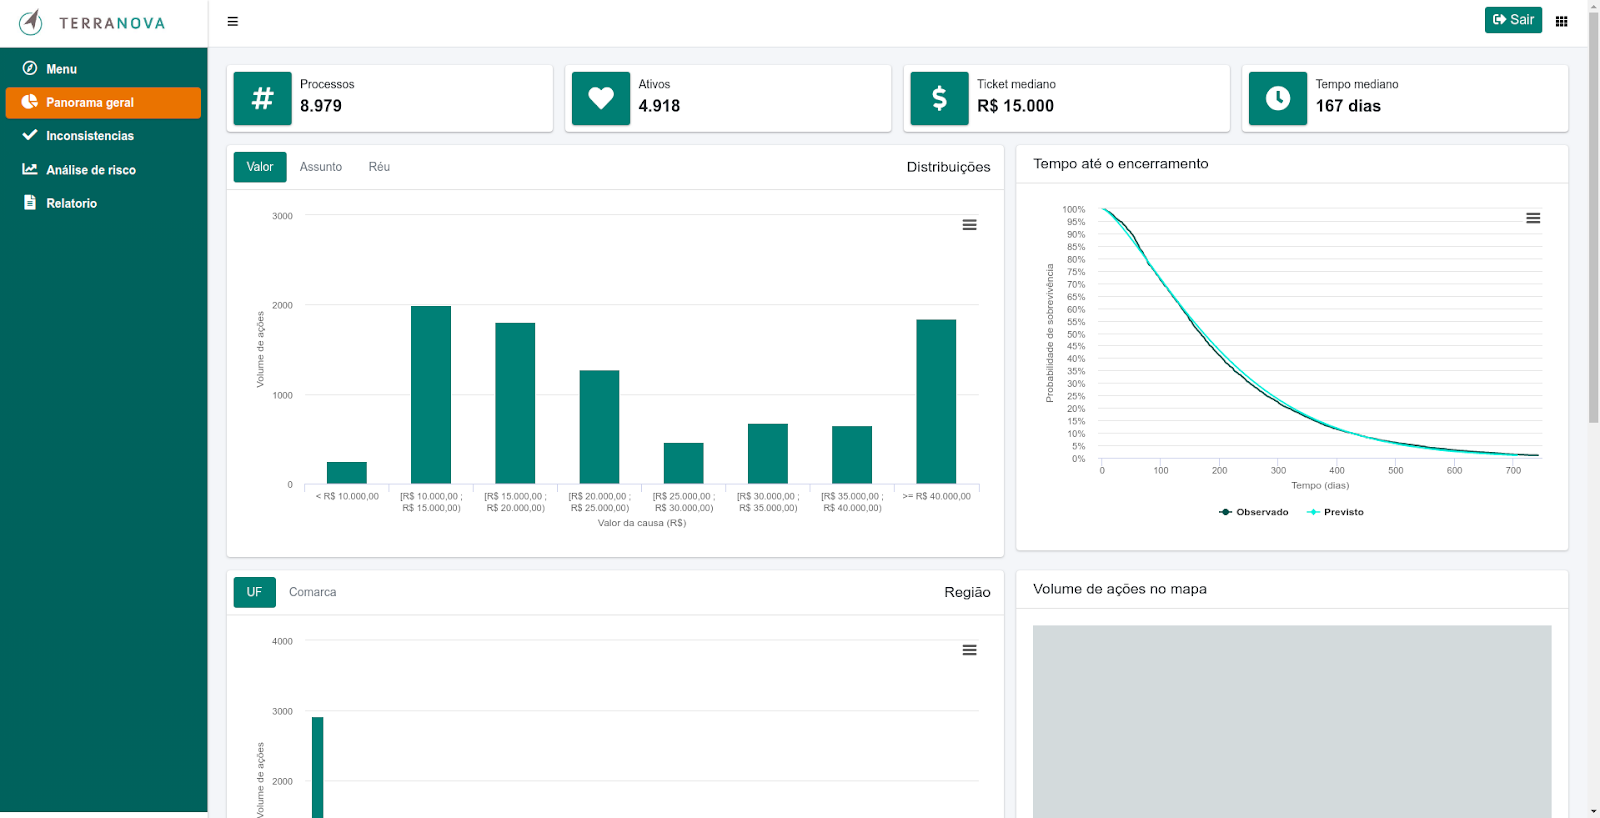 TERRANOVA
Sair
Menu
Panorama geral
Inconsistencias
Análise de risco
Relatorio
Processos
8.979
Ativos
4.918
Ticket mediano
R$ 15.000
Tempo mediano
167 dias
Valor Assunto Réu Distribuições
3000
2000
1000
0
Volume de ações
< R$ 10.000,00
[R$ 10.000,00 ;
R$ 15.000,00)
[R$ 15.000,00 ;
R$ 20.000,00)
[R$ 20.000,00 ;
R$ 25.000,00)
[R$ 25.000,00 ;
R$ 30.000,00)
[R$ 30.000,00 ;
R$ 35.000,00)
[R$ 35.000,00 ;
R$ 40.000,00)
>= R$ 40.000,00
Valor da causa (R$)
Tempo até o encerramento
100%
95%
90%
85%
80%
75%
70%
65%
60%
55%
50%
45%
40%
35%
30%
25%
20%
15%
10%
5%
0%
Probabilidade de sobrevivência
0 100 200 300 400 500 600 700
Tempo (dias)
Observado Previsto
UF Comarca Região
4000
3000
2000
Volume de ações
Volume de ações no mapa